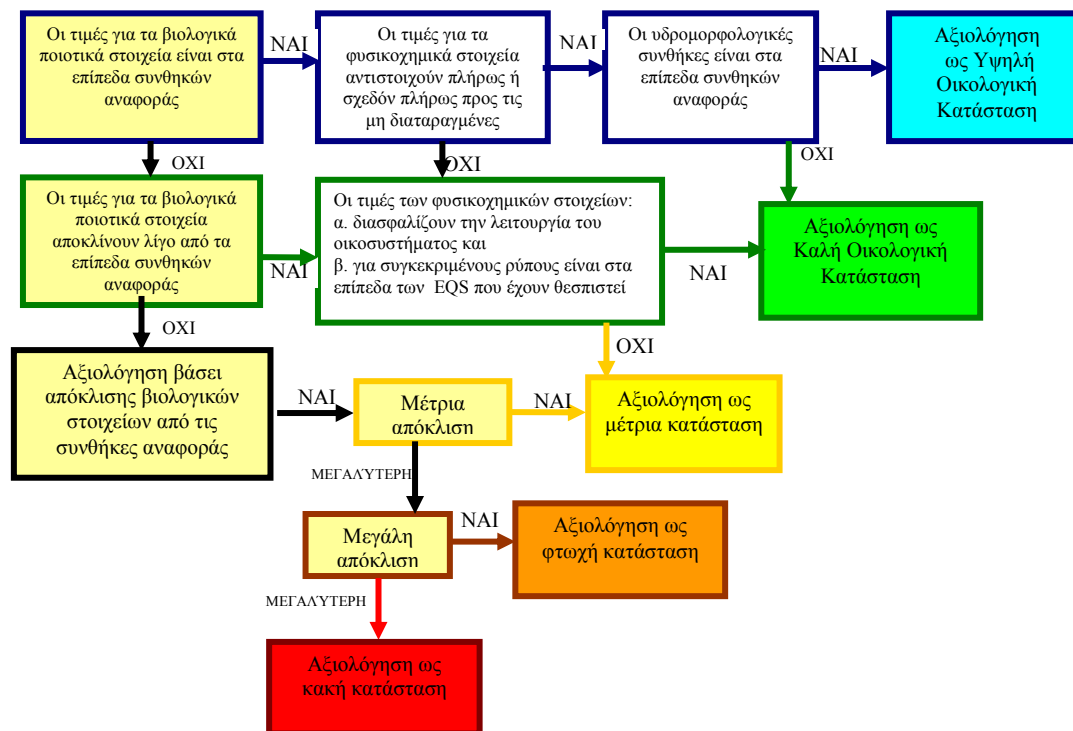 Οι τιμές για τα βιολογικά
ποιοτικά στοιχεία είναι στα
επίπεδα συνθηκών
αναφοράς
ΝΑΙ
Οι τιμές για τα
φυσικοχημικά στοιχεία
αντιστοιχούν πλήρως ή
σχεδόν πλήρως προς τις
μη διαταραγμένες
ΝΑΙ
Οι υδρομορφολογικές
συνθήκες είναι στα
επίπεδα συνθηκών
αναφοράς
ΝΑΙ
Αξιολόγηση
ως Υψηλή
Οικολογική
Κατάσταση
ΟΧΙ
ΟΧΙ
ΟΧΙ
Οι τιμές για τα βιολογικά
ποιοτικά στοιχεία
αποκλίνουν λίγο από τα
επίπεδα συνθηκών
αναφοράς
ΝΑΙ
Οι τιμές των φυσικοχημικών στοιχείων:
α. διασφαλίζουν την λειτουργία του
οικοσυστήματος και
β. για συγκεκριμένους ρύπους είναι στα
επίπεδα των EQS που έχουν θεσπιστεί
ΝΑΙ
Αξιολόγηση ως
Καλή Οικολογική
Κατάσταση
ΟΧΙ
ΟΧΙ
Αξιολόγηση βάσει
απόκλισης βιολογικών
στοιχείων από τις
συνθήκες αναφοράς
ΝΑΙ
Μέτρια
απόκλιση
ΝΑΙ
Αξιολόγηση ως
μέτρια κατάσταση
ΜΕΓΑΛΎΤΕΡΗ
Μεγάλη
απόκλιση
ΝΑΙ
Αξιολόγηση ως
φτωχή κατάσταση
ΜΕΓΑΛΎΤΕΡΗ
Αξιολόγηση ως
κακή κατάσταση